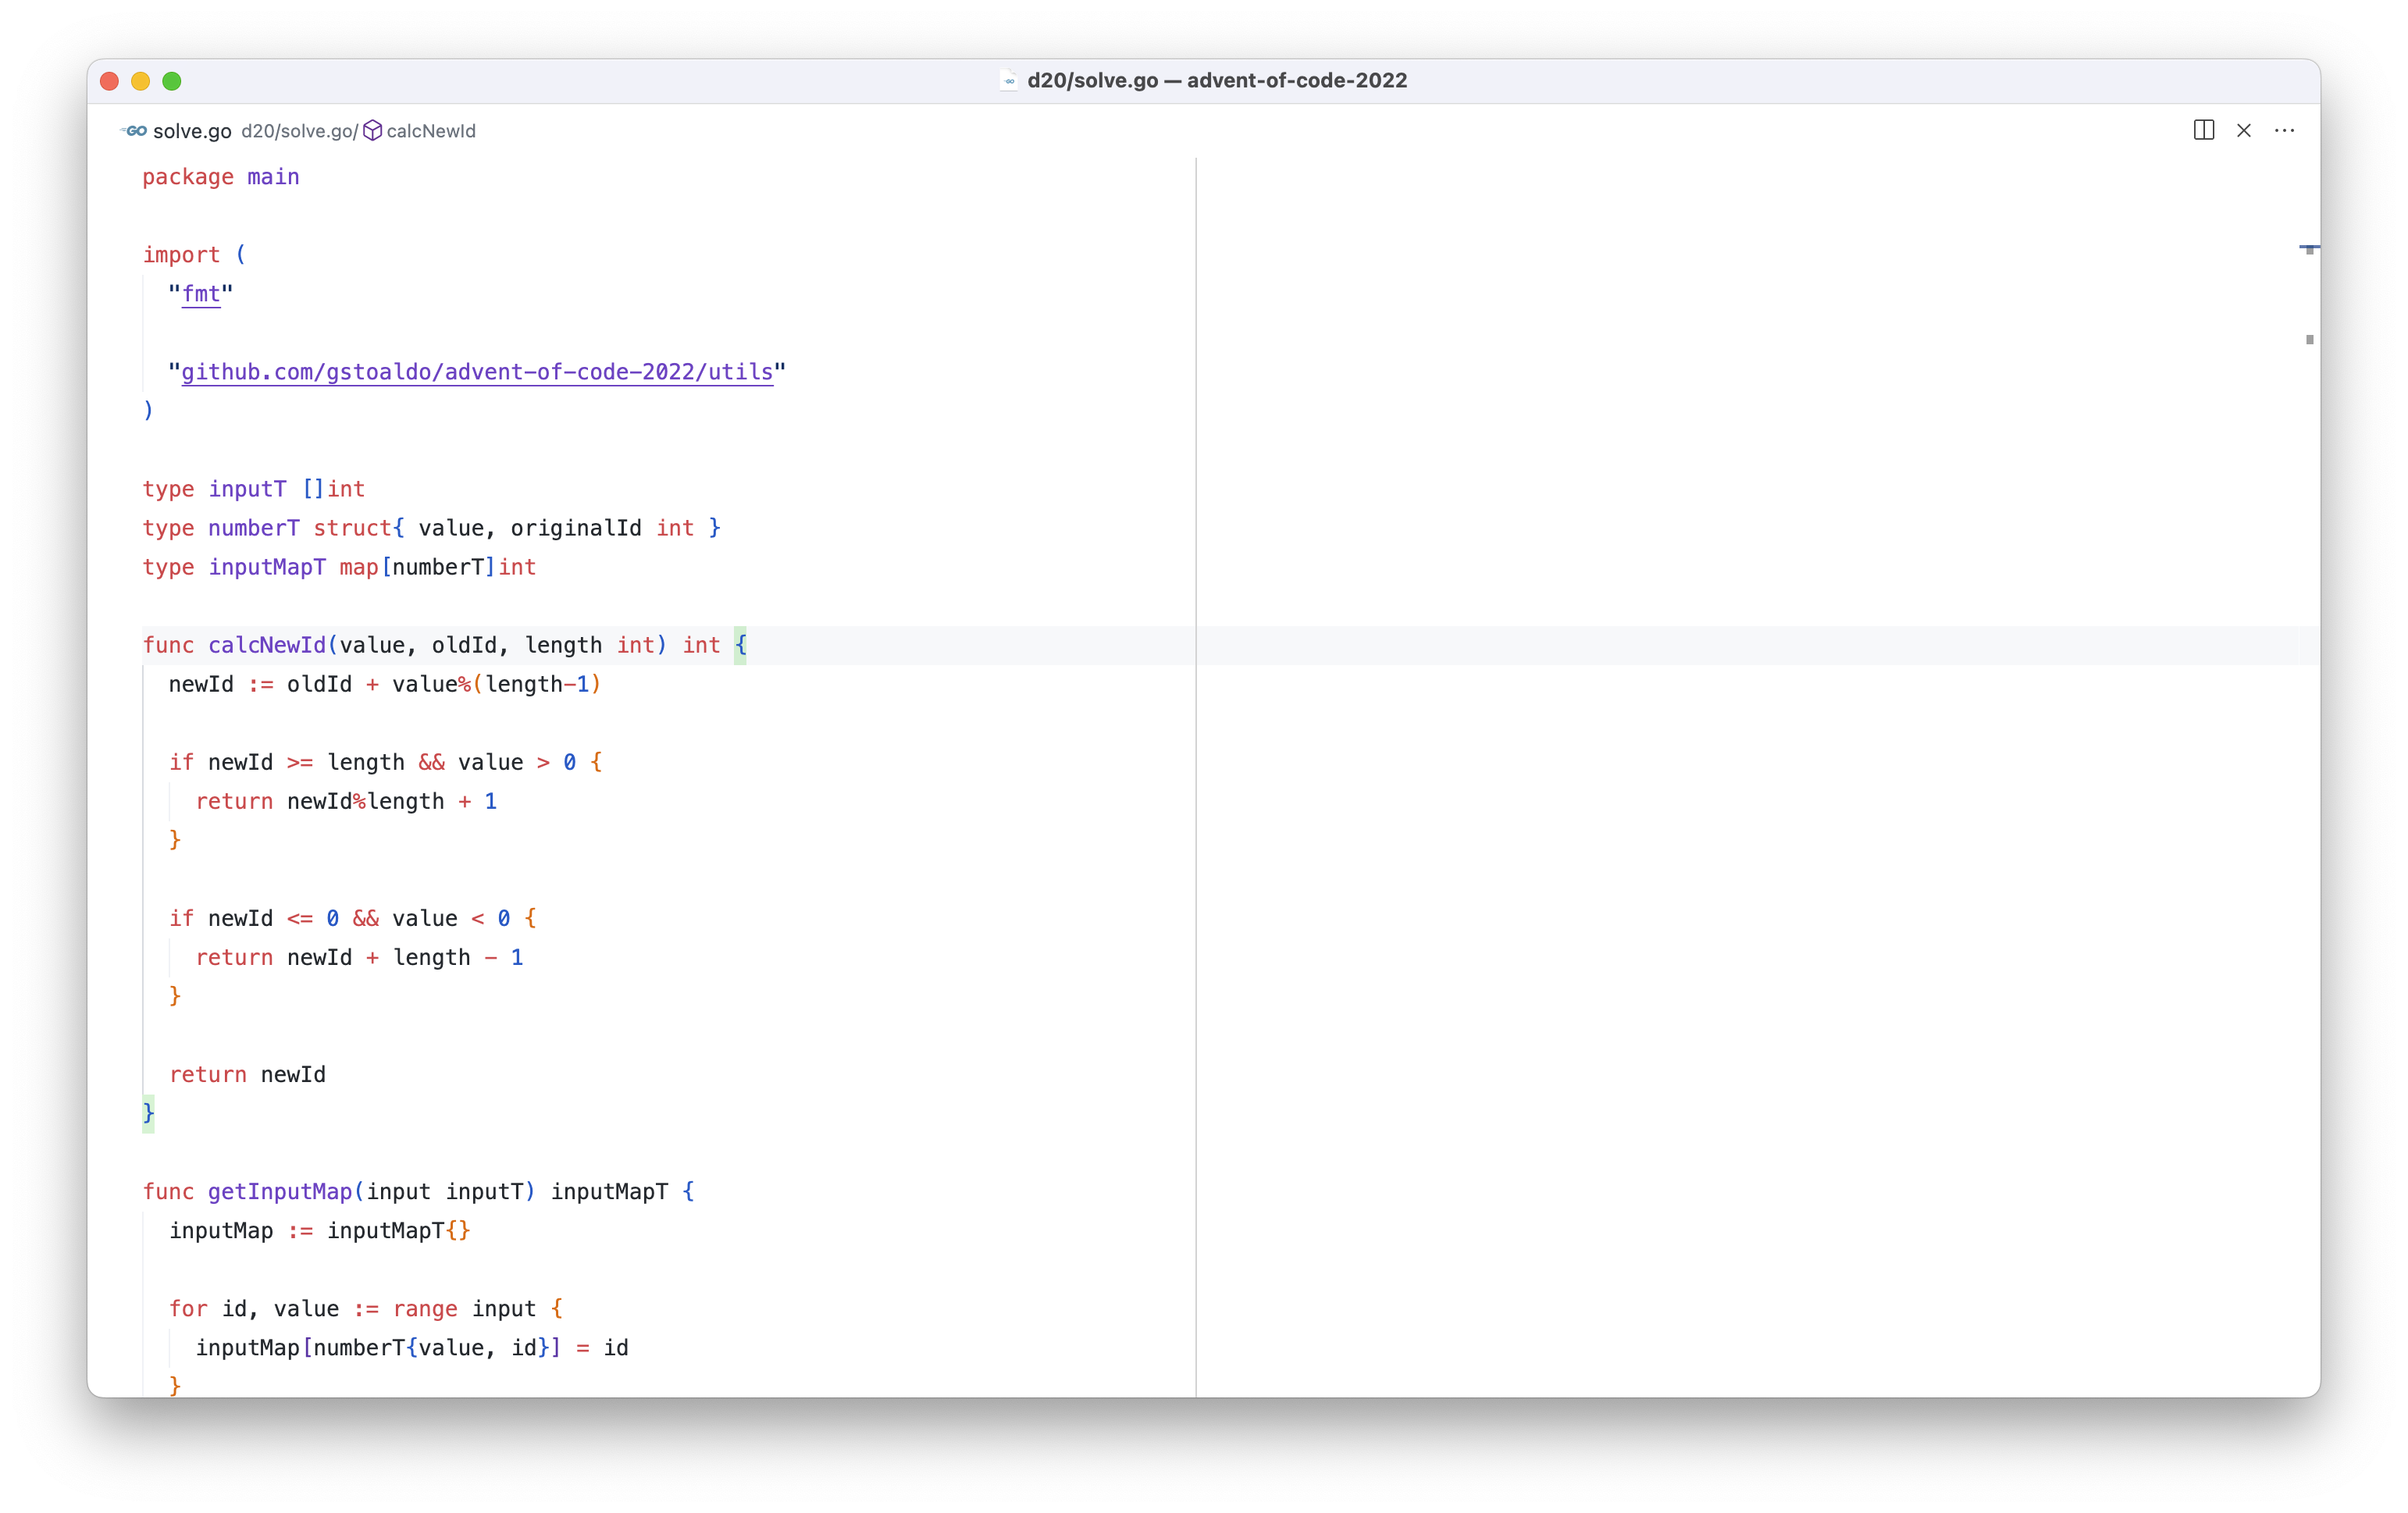 d20/solve.go — advent-of-code-2022
GO solve.go d20/solve.go/ calcNewId
package main
import (
"fmt"
"github.com/gstoaldo/advent-of-code-2022/utils"
)
type inputT []int
type numberT struct{ value, originalId int }
type inputMapT map[numberT]int
func calcNewId(value, oldId, length int) int {
newId := oldId + value%(length-1)
if newId >= length && value > 0 {
return newId%length + 1
}
if newId <= 0 && value < 0 {
return newId + length - 1
}
return newId
}
func getInputMap(input inputT) inputMapT {
inputMap := inputMapT{}
for id, value := range input {
inputMap[numberT{value, id}] = id
}